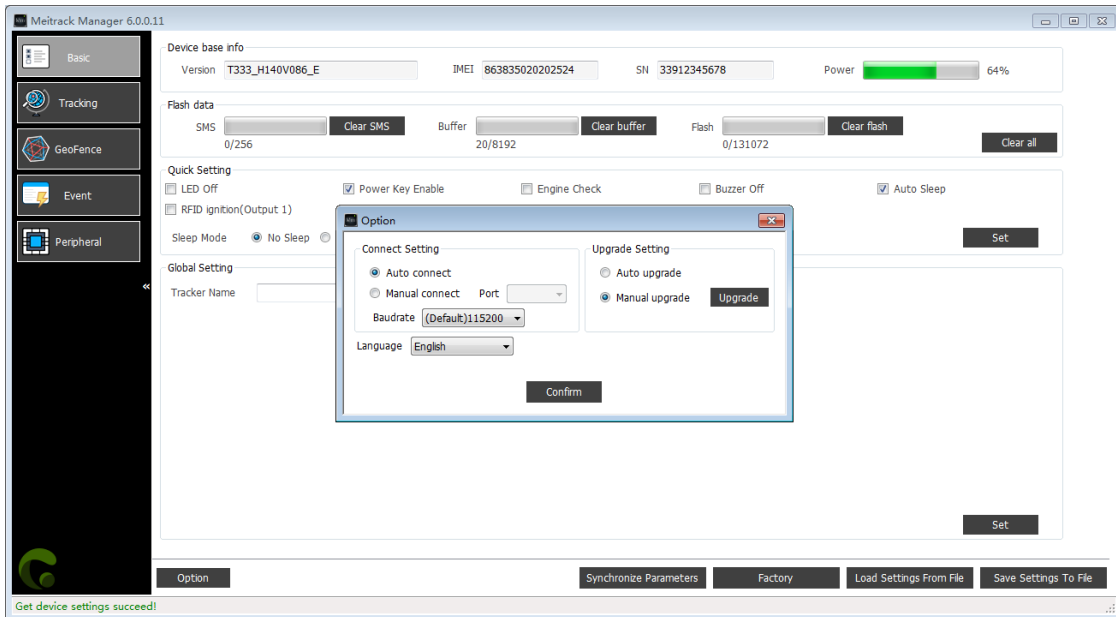 Meitrack Manager 6.0.0.11
Basic
Tracking
GeoFence
Event
Peripheral
«
Device base info
Version T333_H140V086_E IMEI 863835020202524 SN 33912345678 Power 64%
Flash data
SMS Clear SMS Buffer Clear buffer Flash Clear flash
0/256 20/8192 0/131072 Clear all
Quick Setting
LED Off Power Key Enable Engine Check Buzzer Off Auto Sleep
RFID ignition(Output 1)
Sleep Mode No Sleep Set
Global Setting
Tracker Name
Option
Connect Setting Upgrade Setting
Auto connect Auto upgrade
Manual connect Port Manual upgrade Upgrade
Baudrate (Default)115200
Language English
Confirm
Set
Option Synchronize Parameters Factory Load Settings From File Save Settings To File
Get device settings succeed!